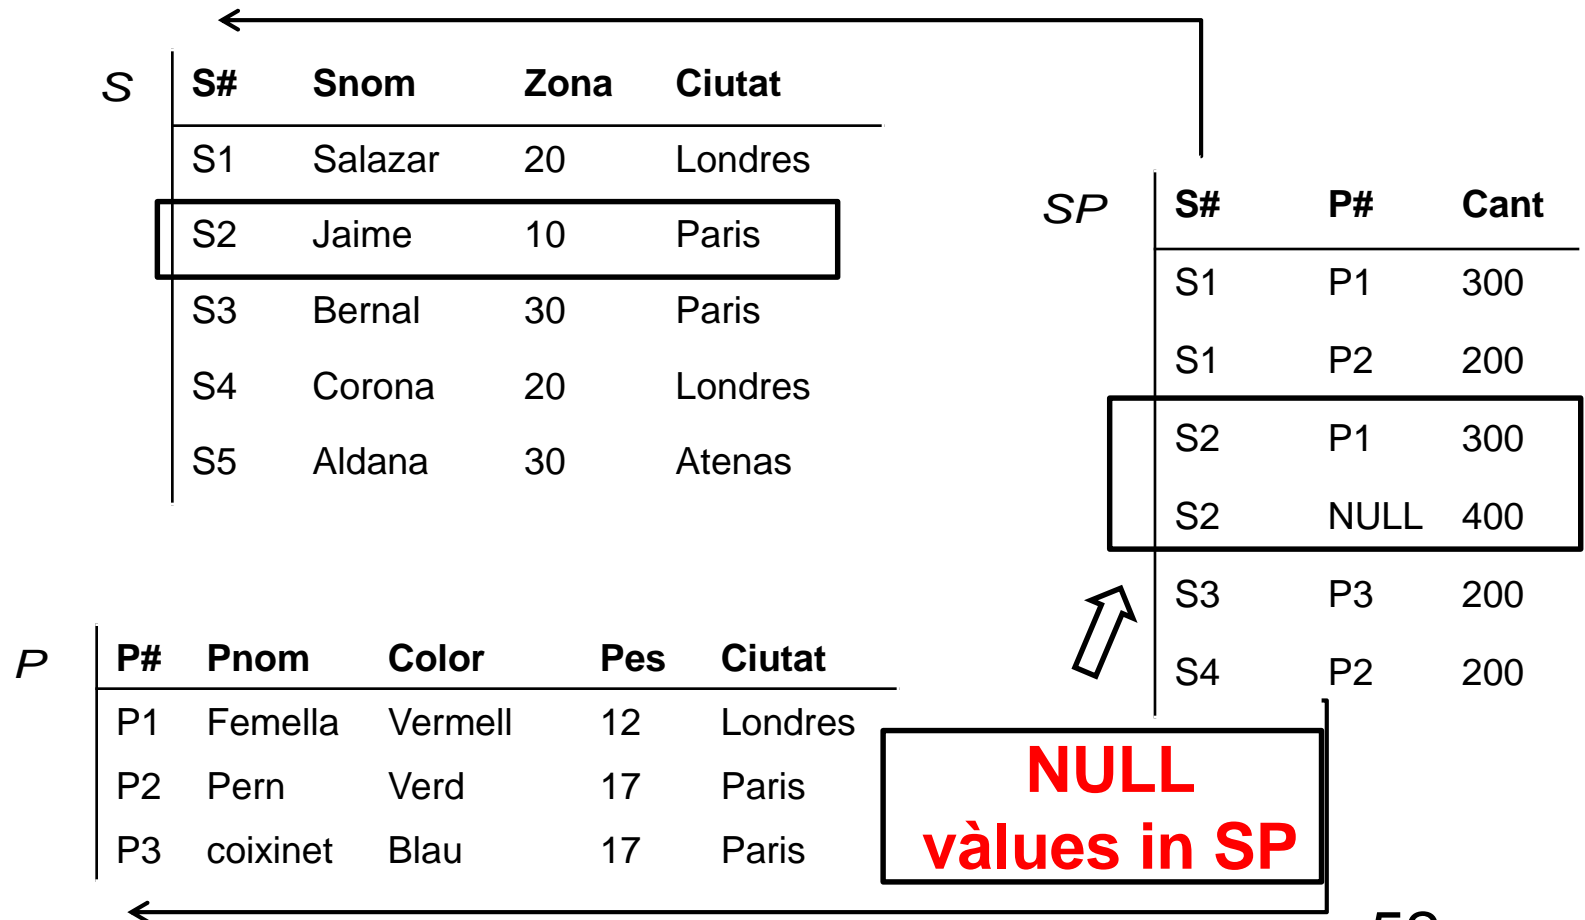 S
S# Snom Zona Ciutat
S1 Salazar 20 Londres
S2 Jaime 10 Paris
S3 Bernal 30 Paris
S4 Corona 20 Londres
S5 Aldana 30 Atenas
SP
S# P# Cant
S1 P1 300
S1 P2 200
S2 P1 300
S2 NULL 400
S3 P3 200
S4 P2 200
P
P# Pnom Color Pes Ciutat
P1 Femella Vermell 12 Londres
P2 Pern Verd 17 Paris
P3 coixinet Blau 17 Paris
NULL
vàlues in SP